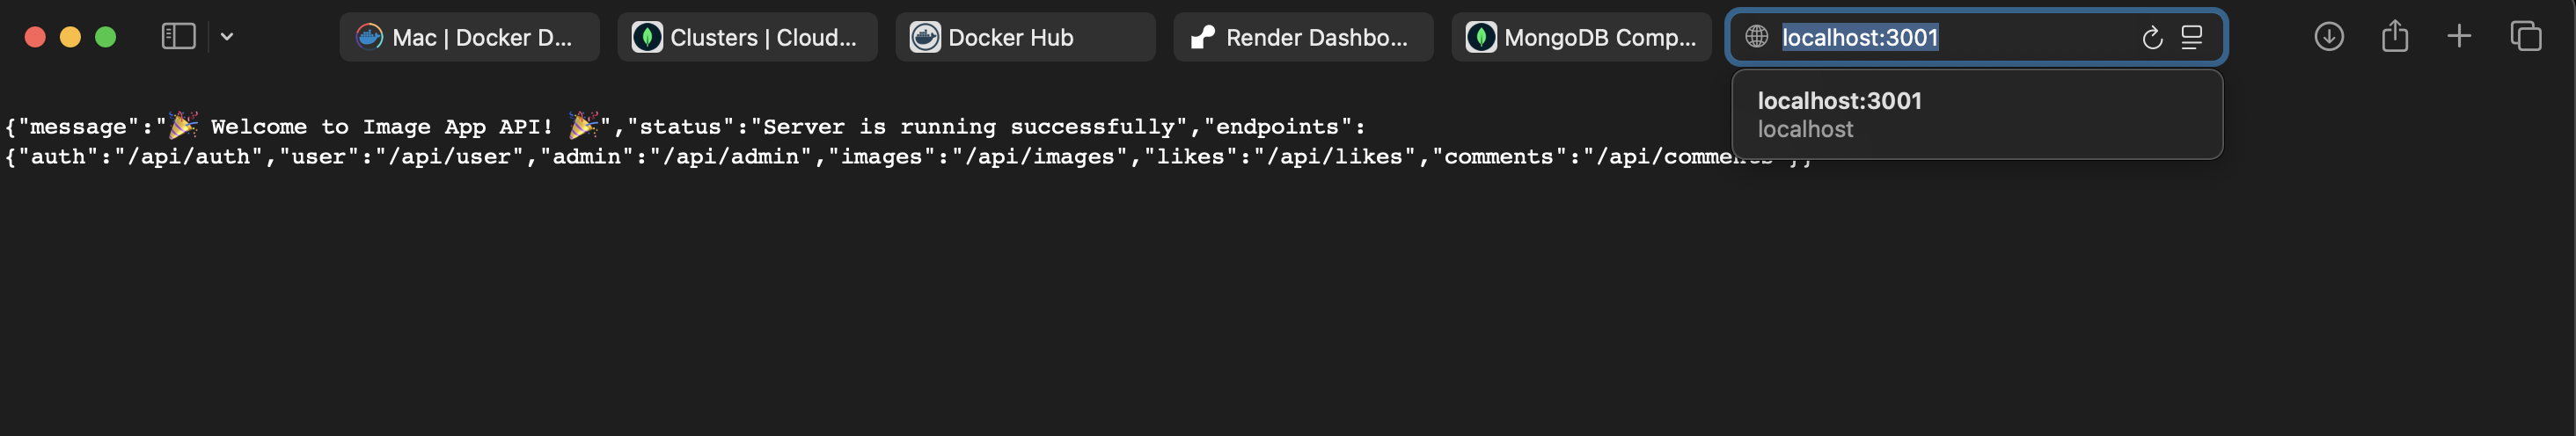 Mac | Docker D...
Clusters | Cloud...
Docker Hub
Render Dashbo...
MongoDB Comp...
localhost:3001
localhost:3001
localhost
{"message":"🎉 Welcome to Image App API! 🎉","status":"Server is running successfully","endpoints":
{"auth":"/api/auth","user":"/api/user","admin":"/api/admin","images":"/api/images","likes":"/api/likes","comments":"/api/comments"}}